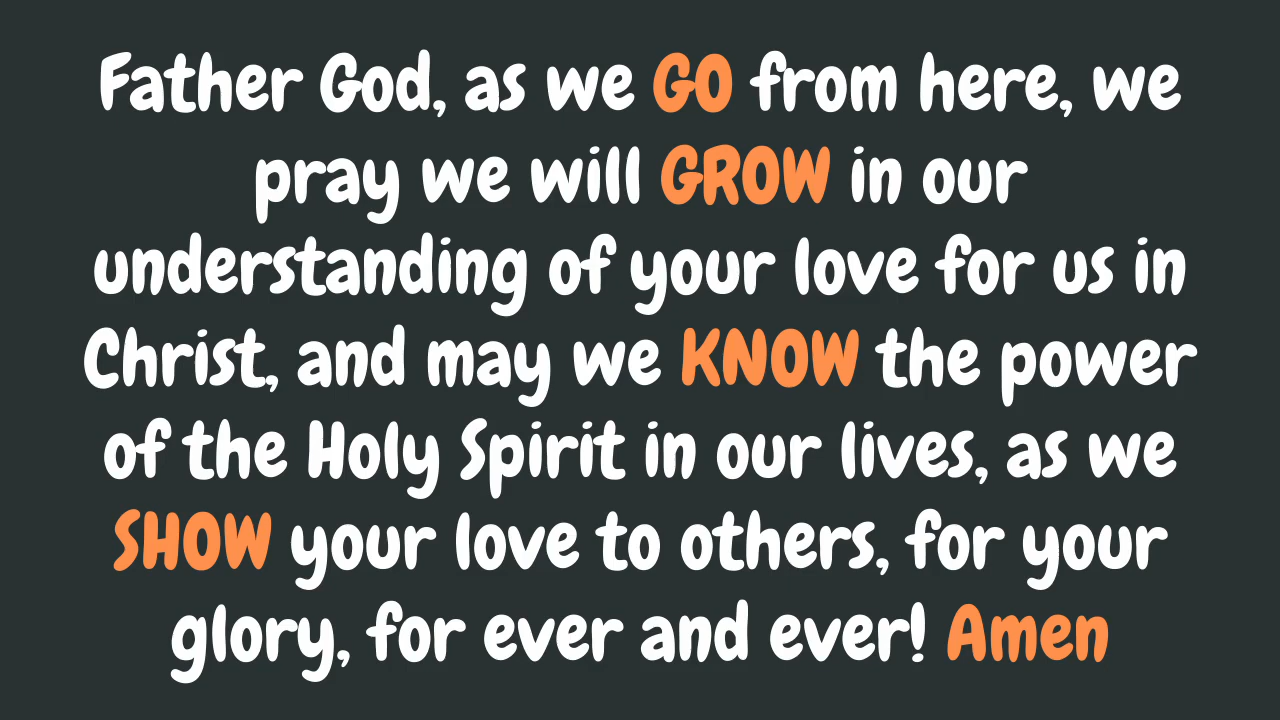 Father God, as we GO from here, we
pray we will GROW in our
understanding of your love for us in
Christ, and may we KNOW the power
of the Holy Spirit in our lives, as we
SHOW your love to others, for your
glory, for ever and ever! Amen